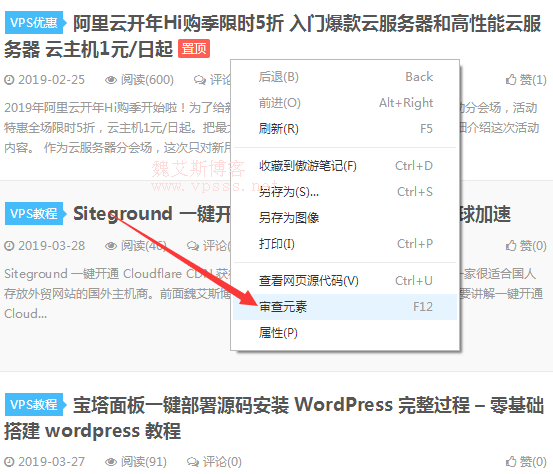 VPS优惠 阿里云开年Hi购季限时5折 入门爆款云服务器和高性能云服
务器 云主机1元/日起 置顶
2019-02-25 阅读(600) 评论 赞(1)
后退(B) Back
前进(O) Alt+Right
刷新(R) F5
收藏到傲游笔记(F) Ctrl+D
另存为(S)... Ctrl+S
另存为图像
打印(I) Ctrl+P
查看网页源代码(V) Ctrl+U
审查元素 F12
属性(P)
2019年阿里云开年Hi购季开始啦！为了给新 动分会场，活动
特惠全场限时5折，云主机1元/日起。把最 细介绍这次活动
内容。 作为云服务器分会场，这次只对新用
魏艾斯博客
www.vpsss.net
VPS教程 Siteground 一键开 球加速
2019-03-28 阅读(46) 评论( 赞(0)
Siteground 一键开通 Cloudflare CDN 获 一家很适合国人
存放外贸网站的国外主机商。前面魏艾斯博 要讲解一键开通
Cloud...
VPS教程 宝塔面板一键部署源码安装 WordPress 完整过程 – 零基础
搭建 wordpress 教程
2019-03-27 阅读(91) 评论(0) 赞(0)